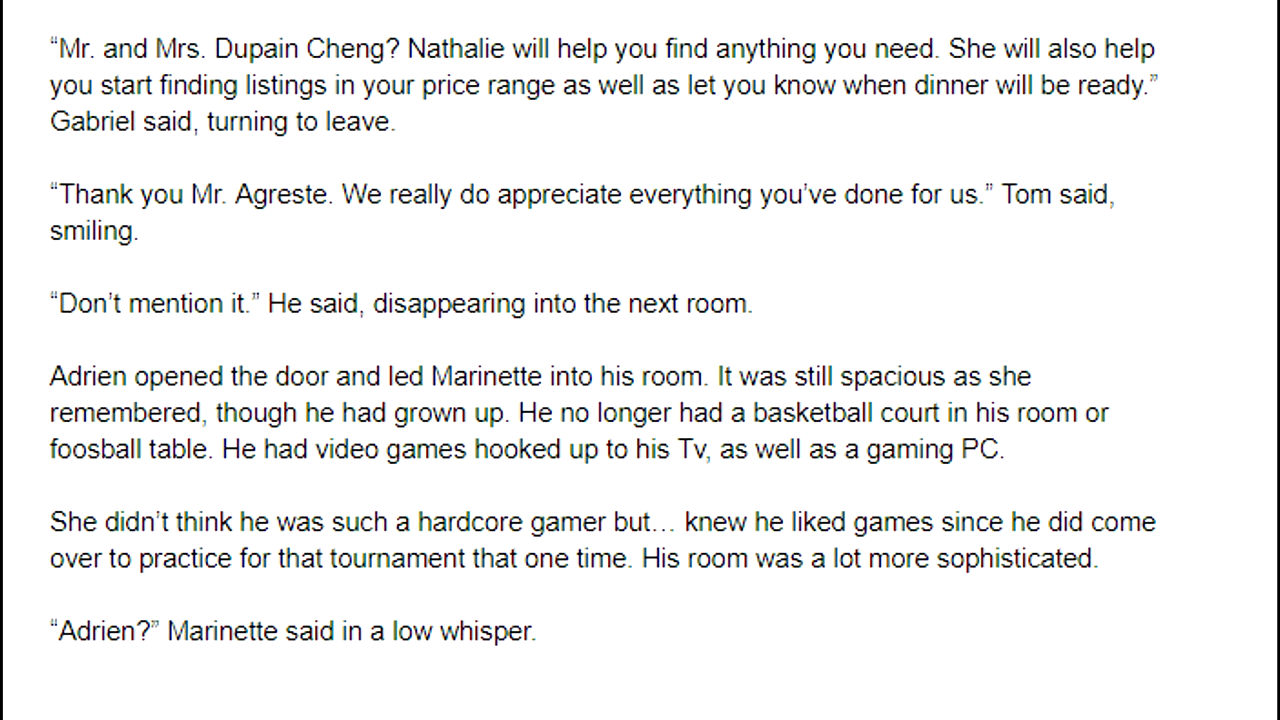 “Mr. and Mrs. Dupain Cheng? Nathalie will help you find anything you need. She will also help
you start finding listings in your price range as well as let you know when dinner will be ready.”
Gabriel said, turning to leave.
“Thank you Mr. Agreste. We really do appreciate everything you’ve done for us.” Tom said,
smiling.
“Don’t mention it.” He said, disappearing into the next room.
Adrien opened the door and led Marinette into his room. It was still spacious as she
remembered, though he had grown up. He no longer had a basketball court in his room or
foosball table. He had video games hooked up to his Tv, as well as a gaming PC.
She didn’t think he was such a hardcore gamer but… knew he liked games since he did come
over to practice for that tournament that one time. His room was a lot more sophisticated.
“Adrien?” Marinette said in a low whisper.